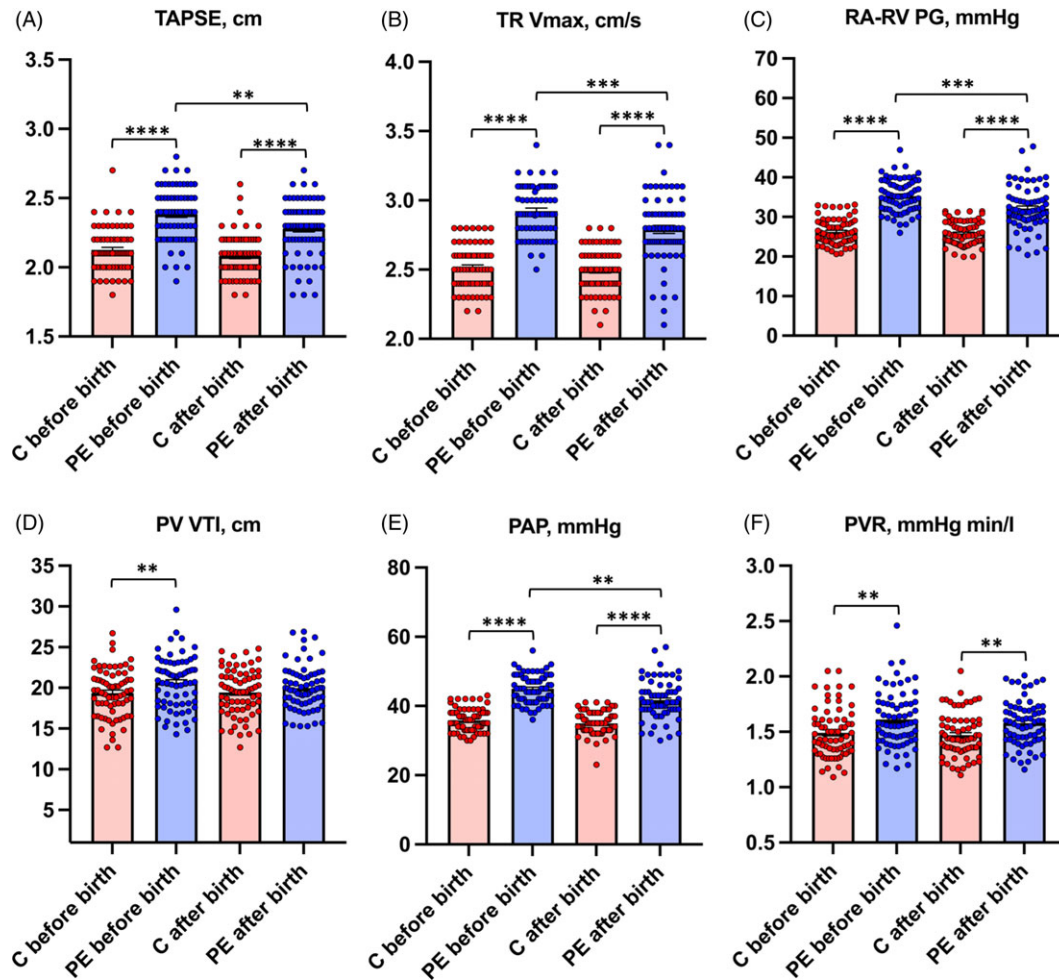 (A) TAPSE, cm
3.5
3.0
2.5
2.0
1.5
****
**
****
C before birth
PE before birth
C after birth
PE after birth
(B) TR Vmax, cm/s
4.0
3.5
3.0
2.5
2.0
****
***
****
C before birth
PE before birth
C after birth
PE after birth
(C) RA-RV PG, mmHg
70
60
50
40
30
20
10
0
****
***
****
C before birth
PE before birth
C after birth
PE after birth
(D) PV VTI, cm
35
30
25
20
15
10
5
**
C before birth
PE before birth
C after birth
PE after birth
(E) PAP, mmHg
80
60
40
20
0
****
**
****
C before birth
PE before birth
C after birth
PE after birth
(F) PVR, mmHg min/l
3.0
2.5
2.0
1.5
1.0
0.5
**
**
C before birth
PE before birth
C after birth
PE after birth